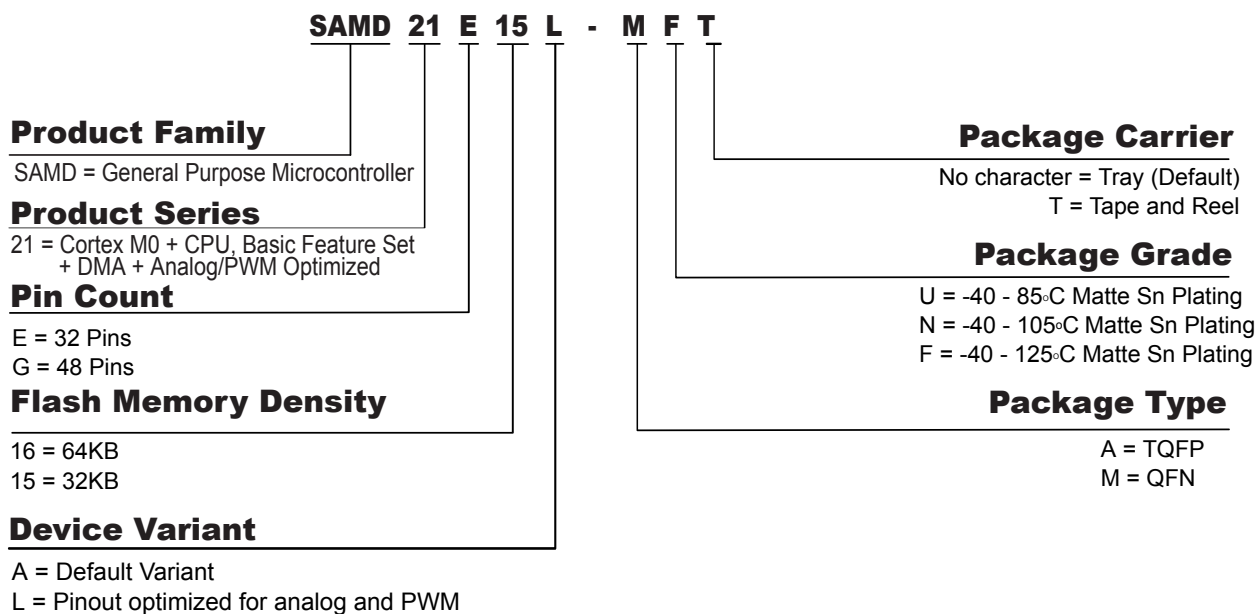 SAMD 21 E 15 L - M F T
Product Family
SAMD = General Purpose Microcontroller
Product Series
21 = Cortex M0 + CPU, Basic Feature Set
+ DMA + Analog/PWM Optimized
Pin Count
E = 32 Pins
G = 48 Pins
Flash Memory Density
16 = 64KB
15 = 32KB
Device Variant
A = Default Variant
L = Pinout optimized for analog and PWM
Package Carrier
No character = Tray (Default)
T = Tape and Reel
Package Grade
U = -40 - 85◦C Matte Sn Plating
N = -40 - 105◦C Matte Sn Plating
F = -40 - 125◦C Matte Sn Plating
Package Type
A = TQFP
M = QFN